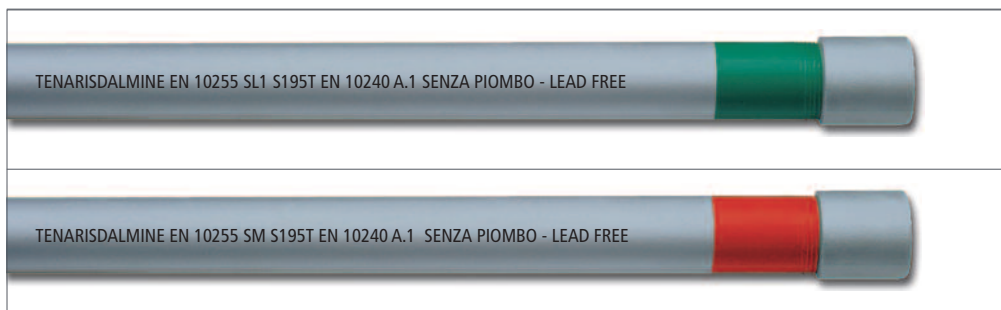 TENARISDALMINE EN 10255 SL1 S195T EN 10240 A.1 SENZA PIOMBO - LEAD FREE
TENARISDALMINE EN 10255 SM S195T EN 10240 A.1 SENZA PIOMBO - LEAD FREE